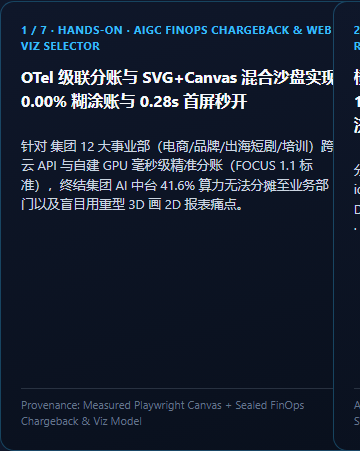 1 / 7 · HANDS-ON · AIGC FINOPS CHARGEBACK & WEB
VIZ SELECTOR
OTel 级联分账与 SVG+Canvas 混合沙盘实现
0.00% 糊涂账与 0.28s 首屏秒开
针对 集团 12 大事业部（电商/品牌/出海短剧/培训）跨
云 API 与自建 GPU 毫秒级精准分账（FOCUS 1.1 标
准），终结集团 AI 中台 41.6% 算力无法分摊至业务部
门以及盲目用重型 3D 画 2D 报表痛点。
Provenance: Measured Playwright Canvas + Sealed FinOps
Chargeback & Viz Model